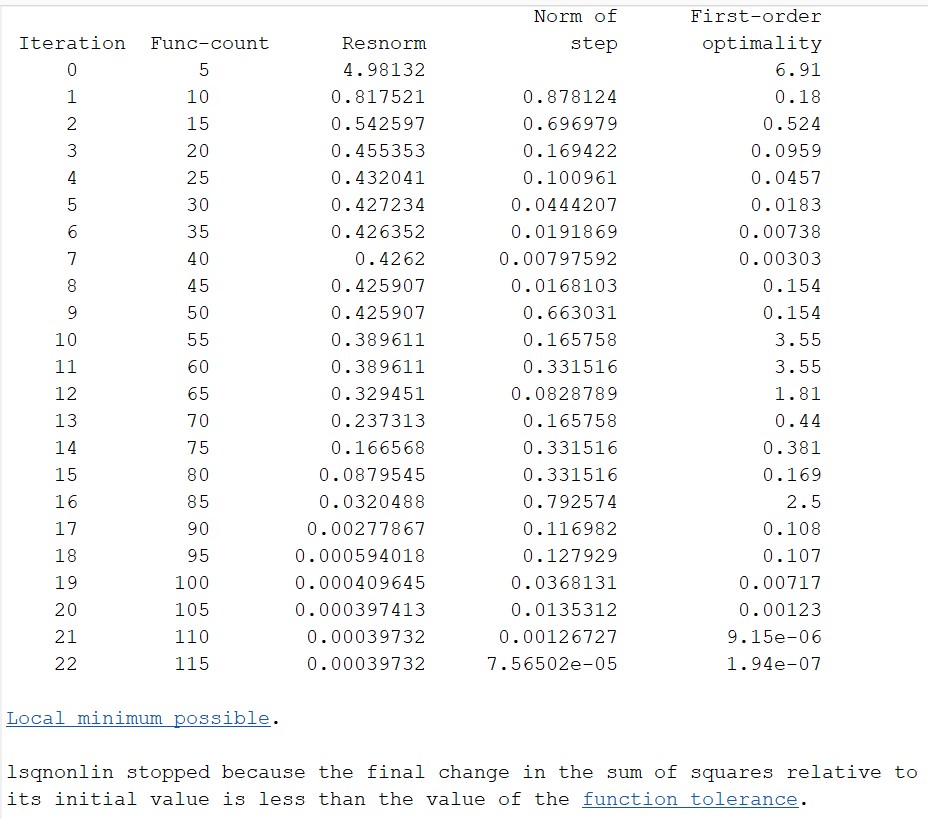 Norm of First-order
Iteration Func-count Resnorm step optimality
0 5 4.98132 6.91
1 10 0.817521 0.878124 0.18
2 15 0.542597 0.696979 0.524
3 20 0.455353 0.169422 0.0959
4 25 0.432041 0.100961 0.0457
5 30 0.427234 0.0444207 0.0183
6 35 0.426352 0.0191869 0.00738
7 40 0.4262 0.00797592 0.00303
8 45 0.425907 0.0168103 0.154
9 50 0.425907 0.663031 0.154
10 55 0.389611 0.165758 3.55
11 60 0.389611 0.331516 3.55
12 65 0.329451 0.0828789 1.81
13 70 0.237313 0.165758 0.44
14 75 0.166568 0.331516 0.381
15 80 0.0879545 0.331516 0.169
16 85 0.0320488 0.792574 2.5
17 90 0.00277867 0.116982 0.108
18 95 0.000594018 0.127929 0.107
19 100 0.000409645 0.0368131 0.00717
20 105 0.000397413 0.0135312 0.00123
21 110 0.00039732 0.00126727 9.15e-06
22 115 0.00039732 7.56502e-05 1.94e-07
Local minimum possible.
lsqnonlin stopped because the final change in the sum of squares relative to
its initial value is less than the value of the function tolerance.